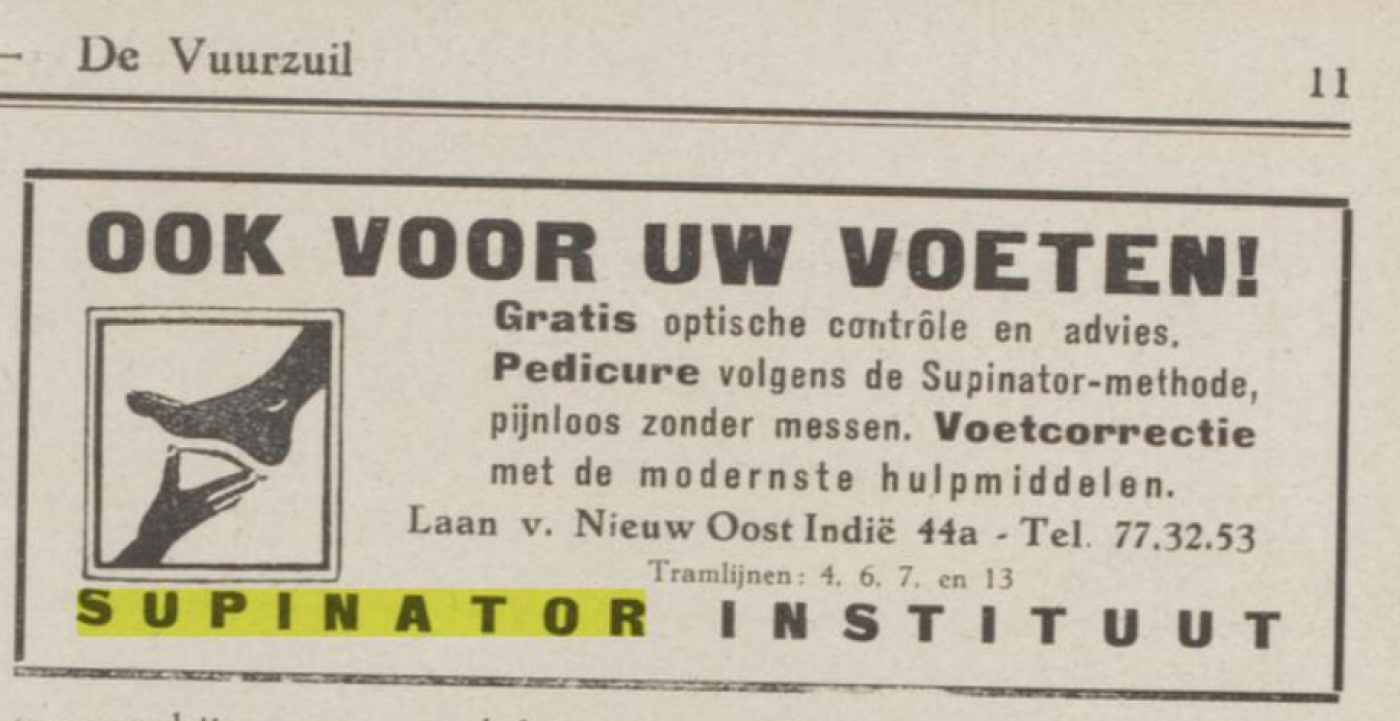 — De Vuurzuil
11
OOK VOOR UW VOETEN!
Gratis optische contrôle en advies.
Pedicure volgens de Supinator-methode,
pijnloos zonder messen. Voetcorrectie
met de modernste hulpmiddelen.
Laan v. Nieuw Oost Indië 44a - Tel. 77.32.53
Tramlijnen: 4. 6. 7. en 13
SUPINATOR INSTITUUT